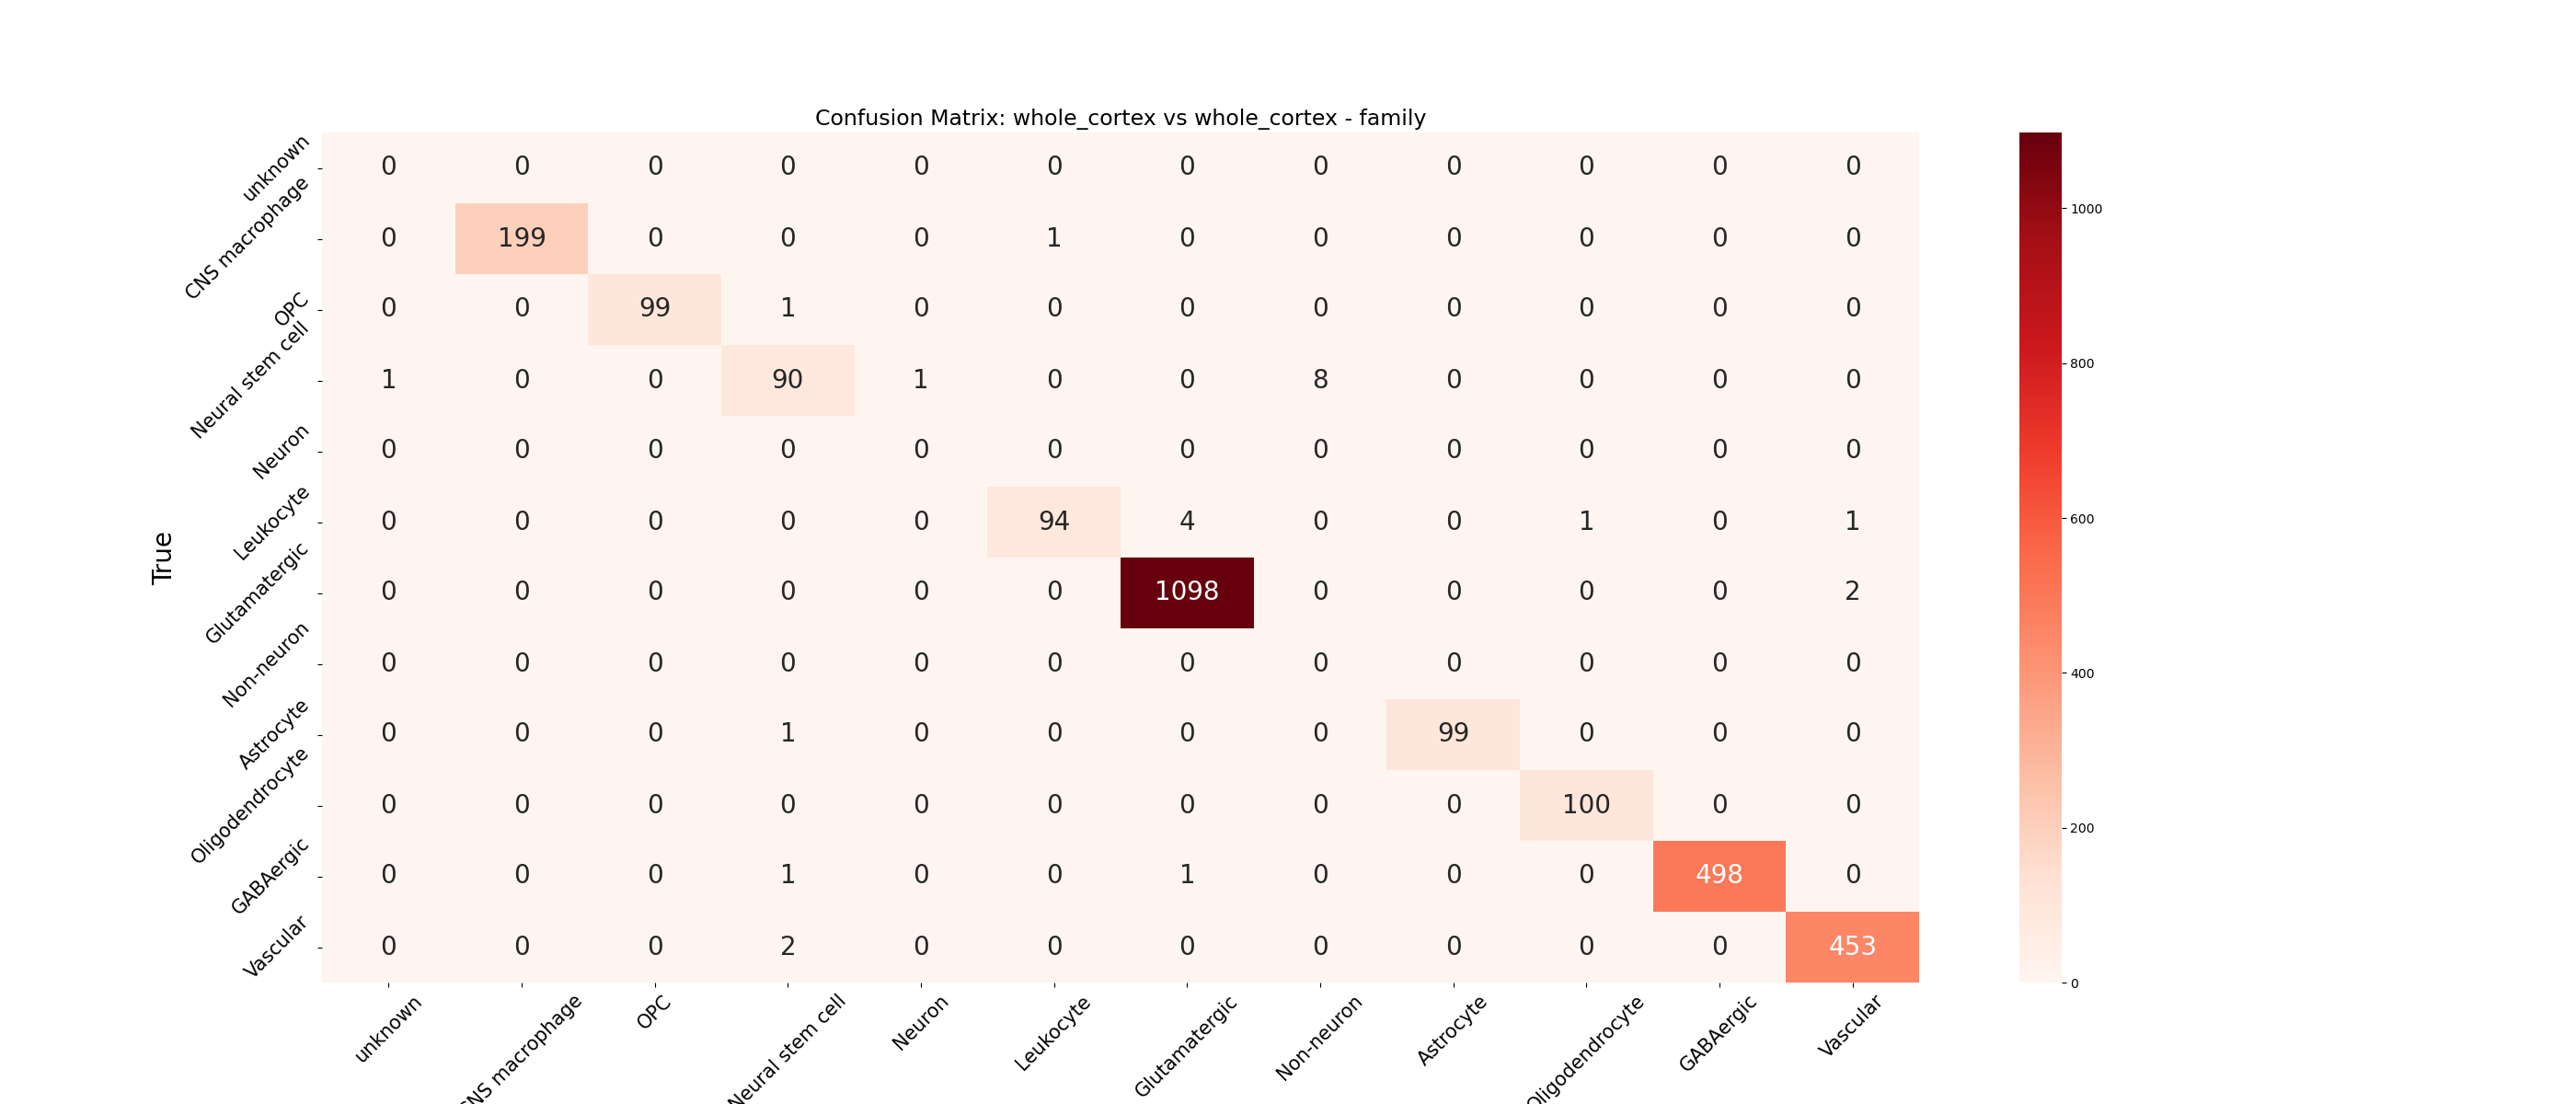 Confusion Matrix: whole_cortex vs whole_cortex - family
unknown 0 0 0 0 0 0 0 0 0 0 0 0
CNS macrophage 0 199 0 0 0 1 0 0 0 0 0 0
OPC 0 0 99 1 0 0 0 0 0 0 0 0
Neural stem cell 1 0 0 90 1 0 0 8 0 0 0 0
Neuron 0 0 0 0 0 0 0 0 0 0 0 0
Leukocyte 0 0 0 0 0 94 4 0 0 1 0 1
Glutamatergic 0 0 0 0 0 0 1098 0 0 0 0 2
Non-neuron 0 0 0 0 0 0 0 0 0 0 0 0
Astrocyte 0 0 0 1 0 0 0 0 99 0 0 0
Oligodendrocyte 0 0 0 0 0 0 0 0 0 100 0 0
GABAergic 0 0 0 1 0 0 1 0 0 0 498 0
Vascular 0 0 0 2 0 0 0 0 0 0 0 453
True
unknown CNS macrophage OPC Neural stem cell Neuron Leukocyte Glutamatergic Non-neuron Astrocyte Oligodendrocyte GABAergic Vascular
1000
800
600
400
200
0